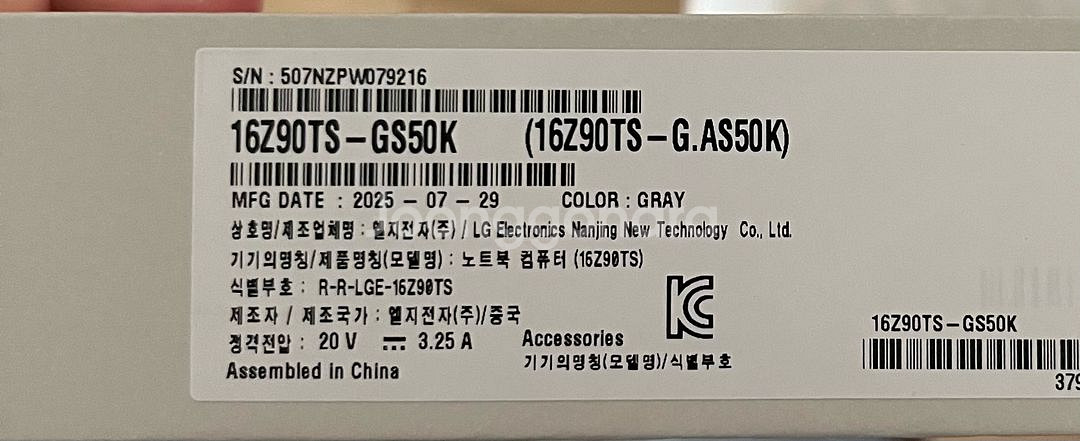 S/N : 507NZPW079216
16Z90TS-GS50K (16Z90TS-G.AS50K)
MFG DATE : 2025 - 07 - 29 COLOR : GRAY
joonggonara
상호명/제조업체명 : 엘지전자(주) / LG Electronics Nanjing New Technology Co., Ltd.
기기의명칭/제품명칭(모델명) : 노트북 컴퓨터 (16Z90TS)
식별부호 : R-R-LGE-16Z90TS
제조자 / 제조국가 : 엘지전자(주)/중국
정격전압 : 20 V ⎓ 3.25 A
Assembled in China
Accessories
기기의명칭(모델명)/식별부호
16Z90TS-GS50K
379